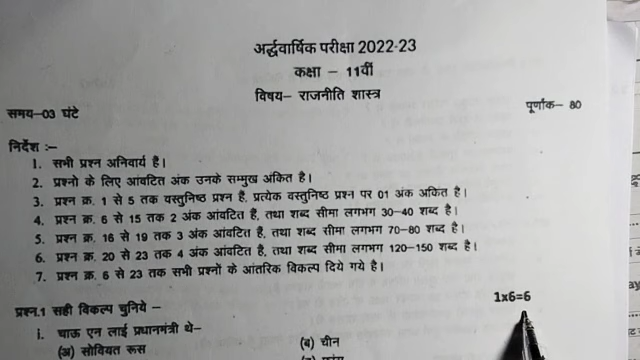 अर्द्धवार्षिक परीक्षा 2022-23
कक्षा – 11वीं
विषय– राजनीति शास्त्र
समय–03 घंटे पूर्णांक– 80
निर्देश :–
1. सभी प्रश्न अनिवार्य है।
2. प्रश्नो के लिए आंवटित अंक उनके सम्मुख अंकित है।
3. प्रश्न क्र. 1 से 5 तक वस्तुनिष्ठ प्रश्न हैं, प्रत्येक वस्तुनिष्ठ प्रश्न पर 01 अंक अकित है।
4. प्रश्न क्र. 6 से 15 तक 2 अंक आंवटित हैं, तथा शब्द सीमा लगभग 30-40 शब्द है।
5. प्रश्न क्र. 16 से 19 तक 3 अंक आंवटित हैं, तथा शब्द सीमा लगभग 70-80 शब्द है।
6. प्रश्न क्र. 20 से 23 तक 4 अंक आंवटित हैं, तथा शब्द सीमा लगभग 120-150 शब्द है।
7. प्रश्न क्र. 6 से 23 तक सभी प्रश्नों के आंतरिक विकल्प दिये गये है।
प्रश्न.1 सही विकल्प चुनिये – 1x6=6
i. चाऊ एन लाई प्रधानमंत्री थे–
(अ) सोवियत रूस (ब) चीन